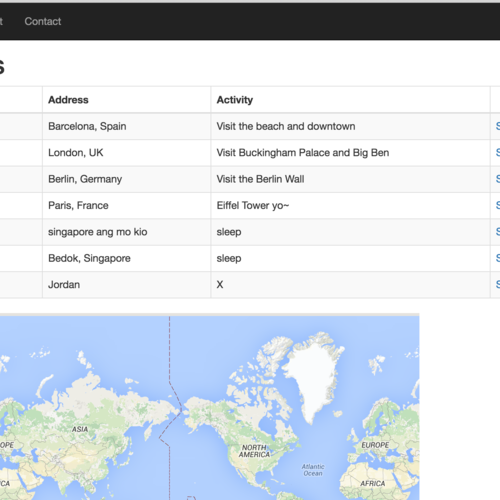 t Contact
s
Address Activity
Barcelona, Spain Visit the beach and downtown S
London, UK Visit Buckingham Palace and Big Ben S
Berlin, Germany Visit the Berlin Wall S
Paris, France Eiffel Tower yo~ S
singapore ang mo kio sleep S
Bedok, Singapore sleep S
Jordan X S
ASIA
NORTH
AMERICA
OPE
EUROPE
Atlantic
Ocean
ICA
AFRICA